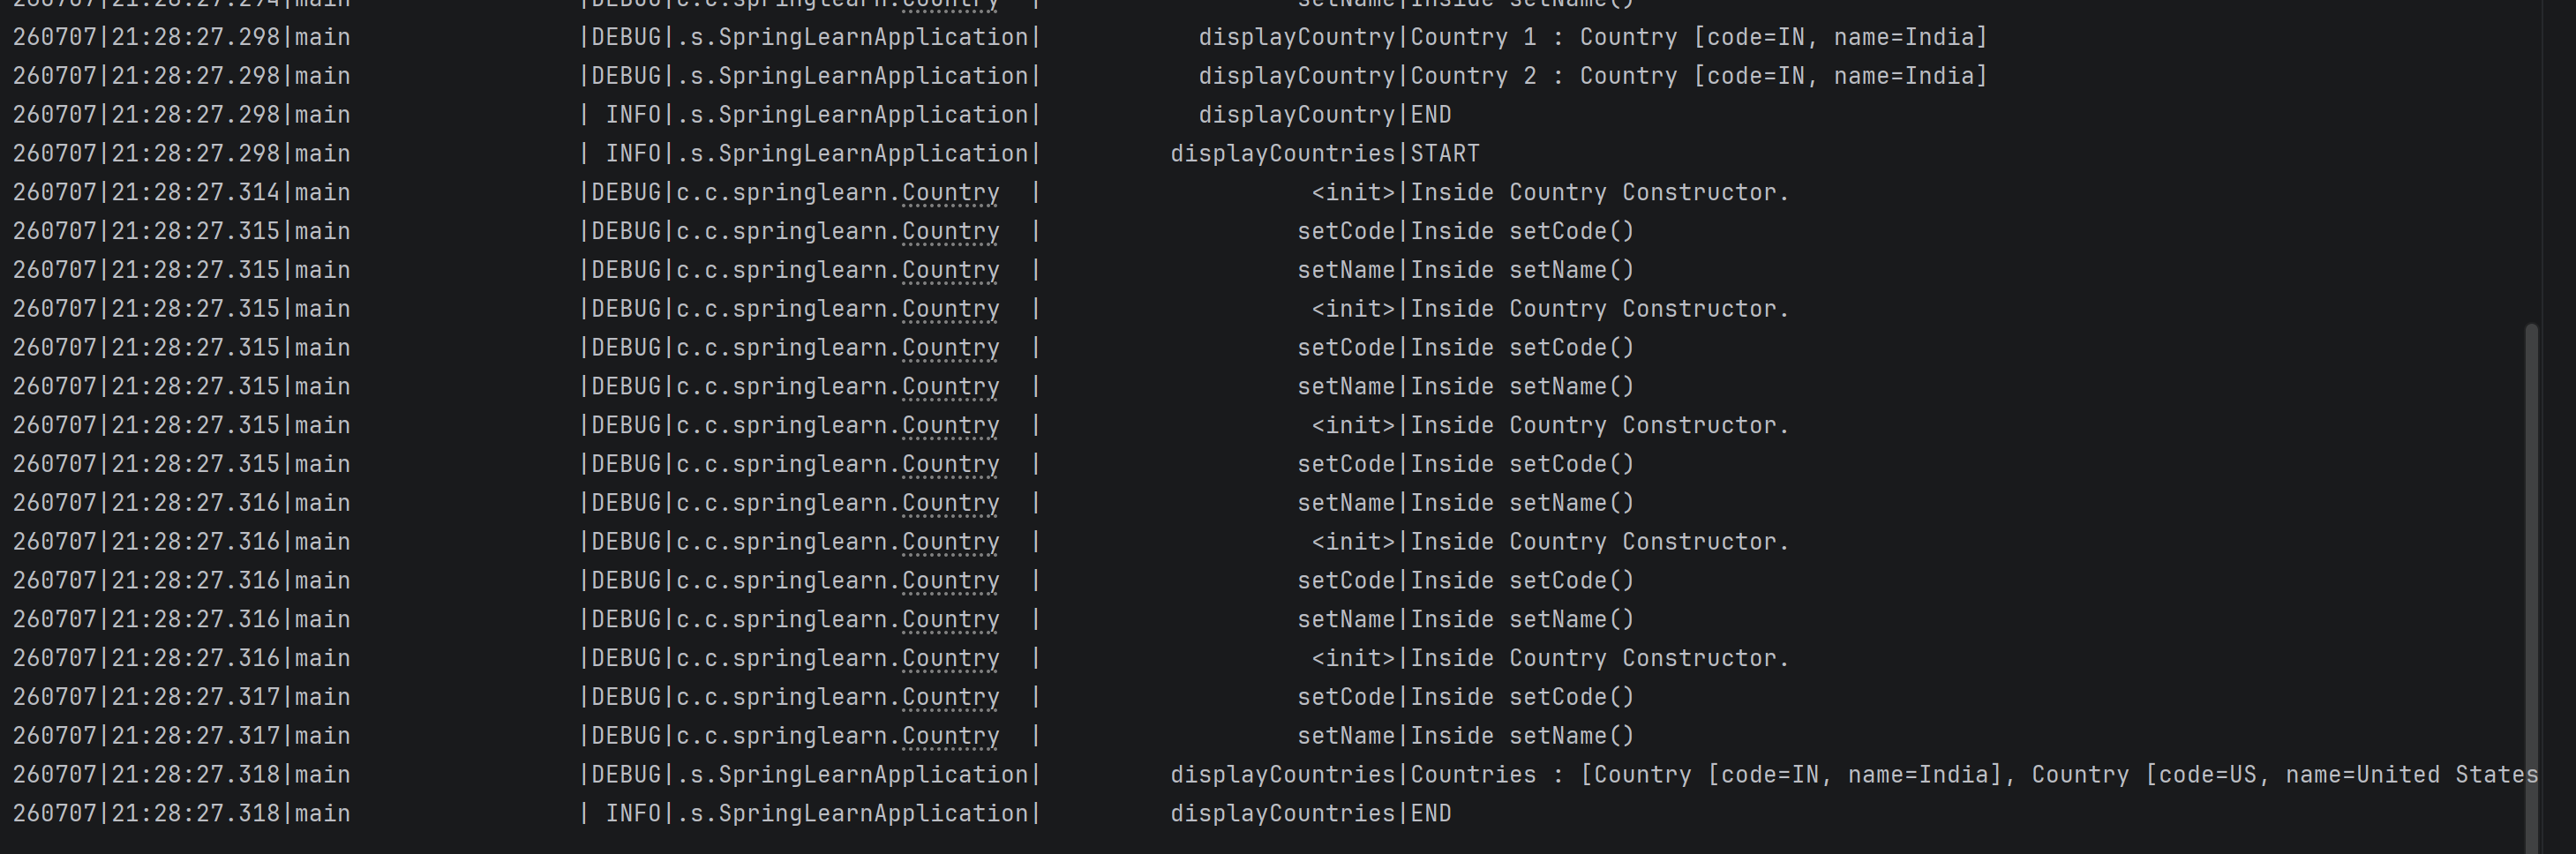 260707|21:28:27.294|main                |DEBUG|c.c.springlearn.Country  |                  setName|Inside setName()
260707|21:28:27.298|main                |DEBUG|.s.SpringLearnApplication|           displayCountry|Country 1 : Country [code=IN, name=India]
260707|21:28:27.298|main                |DEBUG|.s.SpringLearnApplication|           displayCountry|Country 2 : Country [code=IN, name=India]
260707|21:28:27.298|main                | INFO|.s.SpringLearnApplication|           displayCountry|END
260707|21:28:27.298|main                | INFO|.s.SpringLearnApplication|         displayCountries|START
260707|21:28:27.314|main                |DEBUG|c.c.springlearn.Country  |                   <init>|Inside Country Constructor.
260707|21:28:27.315|main                |DEBUG|c.c.springlearn.Country  |                  setCode|Inside setCode()
260707|21:28:27.315|main                |DEBUG|c.c.springlearn.Country  |                  setName|Inside setName()
260707|21:28:27.315|main                |DEBUG|c.c.springlearn.Country  |                   <init>|Inside Country Constructor.
260707|21:28:27.315|main                |DEBUG|c.c.springlearn.Country  |                  setCode|Inside setCode()
260707|21:28:27.315|main                |DEBUG|c.c.springlearn.Country  |                  setName|Inside setName()
260707|21:28:27.315|main                |DEBUG|c.c.springlearn.Country  |                   <init>|Inside Country Constructor.
260707|21:28:27.315|main                |DEBUG|c.c.springlearn.Country  |                  setCode|Inside setCode()
260707|21:28:27.316|main                |DEBUG|c.c.springlearn.Country  |                  setName|Inside setName()
260707|21:28:27.316|main                |DEBUG|c.c.springlearn.Country  |                   <init>|Inside Country Constructor.
260707|21:28:27.316|main                |DEBUG|c.c.springlearn.Country  |                  setCode|Inside setCode()
260707|21:28:27.316|main                |DEBUG|c.c.springlearn.Country  |                  setName|Inside setName()
260707|21:28:27.316|main                |DEBUG|c.c.springlearn.Country  |                   <init>|Inside Country Constructor.
260707|21:28:27.317|main                |DEBUG|c.c.springlearn.Country  |                  setCode|Inside setCode()
260707|21:28:27.317|main                |DEBUG|c.c.springlearn.Country  |                  setName|Inside setName()
260707|21:28:27.318|main                |DEBUG|.s.SpringLearnApplication|         displayCountries|Countries : [Country [code=IN, name=India], Country [code=US, name=United States
260707|21:28:27.318|main                | INFO|.s.SpringLearnApplication|         displayCountries|END